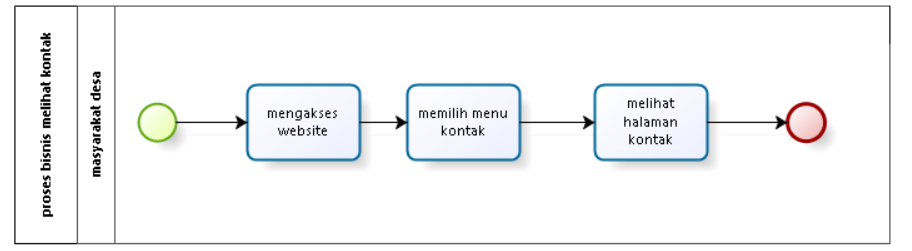 proses bisnis melihat kontak
masyarakat desa
mengakses
website
memilih menu
kontak
melihat
halaman
kontak